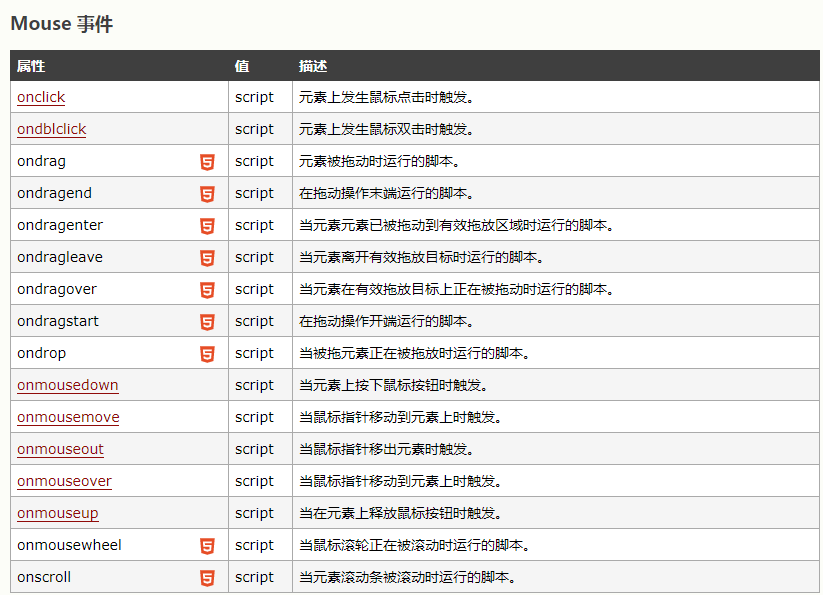 Mouse 事件
属性 值 描述
onclick script 元素上发生鼠标点击时触发。
ondblclick script 元素上发生鼠标双击时触发。
ondrag 5 script 元素被拖动时运行的脚本。
ondragend 5 script 在拖动操作末端运行的脚本。
ondragenter 5 script 当元素元素已被拖动到有效拖放区域时运行的脚本。
ondragleave 5 script 当元素离开有效拖放目标时运行的脚本。
ondragover 5 script 当元素在有效拖放目标上正在被拖动时运行的脚本。
ondragstart 5 script 在拖动操作开端运行的脚本。
ondrop 5 script 当被拖元素正在被拖放时运行的脚本。
onmousedown script 当元素上按下鼠标按钮时触发。
onmousemove script 当鼠标指针移动到元素上时触发。
onmouseout script 当鼠标指针移出元素时触发。
onmouseover script 当鼠标指针移动到元素上时触发。
onmouseup script 当在元素上释放鼠标按钮时触发。
onmousewheel 5 script 当鼠标滚轮正在被滚动时运行的脚本。
onscroll 5 script 当元素滚动条被滚动时运行的脚本。